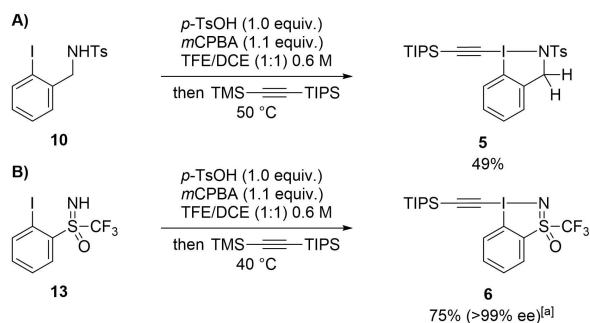 A)
I
NHTs
10
p-TsOH (1.0 equiv.)
mCPBA (1.1 equiv.)
TFE/DCE (1:1) 0.6 M
then TMS TIPS
50 °C
TIPS I NTs
H
H
5
49%
B)
I
NH
S CF3
O
13
p-TsOH (1.0 equiv.)
mCPBA (1.1 equiv.)
TFE/DCE (1:1) 0.6 M
then TMS TIPS
40 °C
TIPS I N
S CF3
O
6
75% (>99% ee)[a]